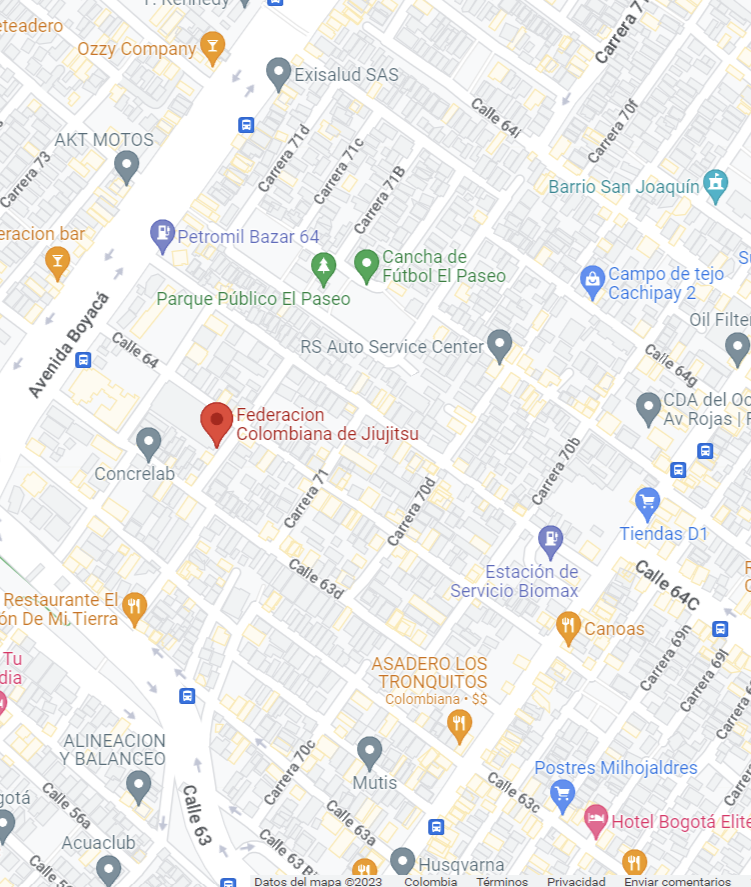 T. Kennedy
eteadero
Ozzy Company
Exisalud SAS
Carrera 71
Calle 64i
Carrera 70f
AKT MOTOS
Carrera 71d
Carrera 71c
Carrera 71B
Carrera 73
Barrio San Joaquín
eracion bar
Petromil Bazar 64
Cancha de
Fútbol El Paseo
Parque Público El Paseo
Campo de tejo
Cachipay 2
Oil Filte
Avenida Boyacá
Calle 64
RS Auto Service Center
Calle 64g
CDA del Oc
Av Rojas |
Federacion
Colombiana de Jiujitsu
Concrelab
Carrera 71
Carrera 70d
Carrera 70b
Tiendas D1
Estación de
Servicio Biomax
Calle 64C
Calle 63d
Restaurante El
ón De Mi Tierra
Canoas
Carrera 69n
Carrera 69l
Tu
dia
ASADERO LOS
TRONQUITOS
Colombiana • $$
ALINEACION
Y BALANCEO
Carrera 70c
Mutis
Postres Milhojaldres
Calle 63c
gotá
Calle 56a
Calle 63
Calle 63a
Hotel Bogotá Elite
Acuaclub
Calle 63 B
Husqvarna
Datos del mapa ©2023 Colombia Términos Privacidad Enviar comentarios